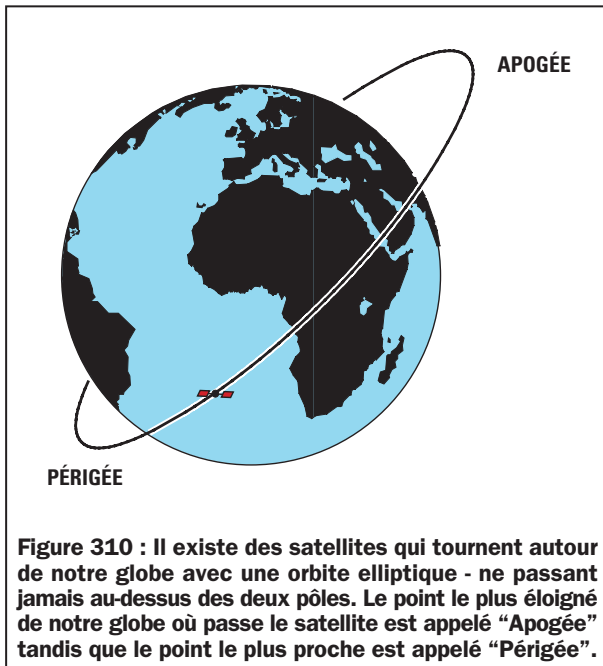 APOGÉE
PÉRIGÉE
Figure 310 : Il existe des satellites qui tournent autour
de notre globe avec une orbite elliptique - ne passant
jamais au-dessus des deux pôles. Le point le plus éloigné
de notre globe où passe le satellite est appelé “Apogée”
tandis que le point le plus proche est appelé “Périgée”.